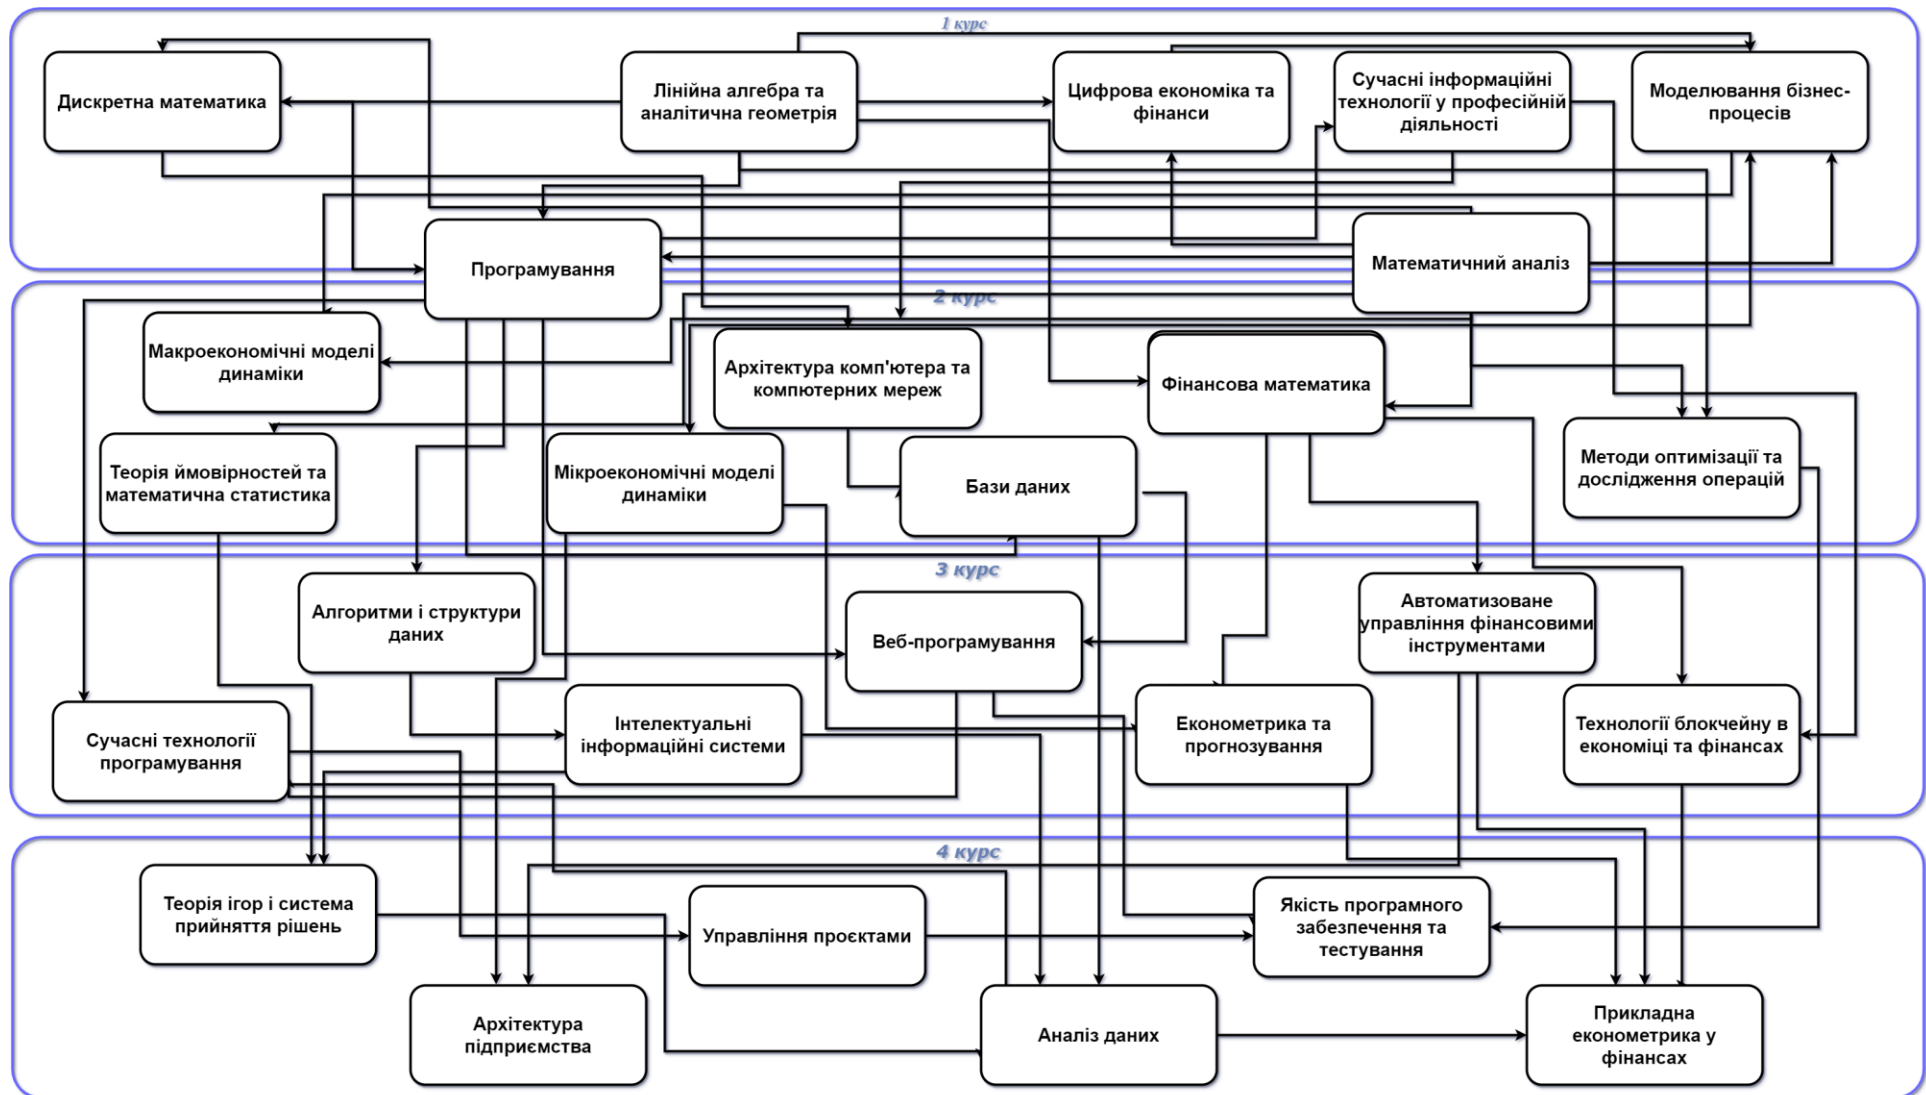 1 курс
Дискретна математика
Лінійна алгебра та
аналітична геометрія
Цифрова економіка та
фінанси
Сучасні інформаційні
технології у професійній
діяльності
Моделювання бізнес-
процесів
Програмування
Математичний аналіз
2 курс
Макроекономічні моделі
динаміки
Архітектура комп'ютера та
компютерних мереж
Фінансова математика
Теорія ймовірностей та
математична статистика
Мікроекономічні моделі
динаміки
Бази даних
Методи оптимізації та
дослідження операцій
3 курс
Алгоритми і структури
даних
Веб-програмування
Автоматизоване
управління фінансовими
інструментами
Сучасні технології
програмування
Інтелектуальні
інформаційні системи
Економетрика та
прогнозування
Технології блокчейну в
економіці та фінансах
4 курс
Теорія ігор і система
прийняття рішень
Управління проєктами
Якість програмного
забезпечення та
тестування
Архітектура
підприємства
Аналіз даних
Прикладна
економетрика у
фінансах